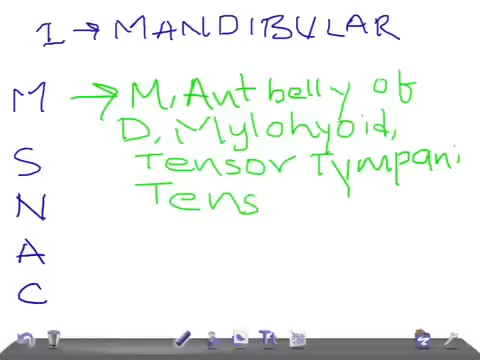 I → MANDIBULAR
M → M, Ant belly of
D, Mylohyoid,
S Tensor Tympani
N Tens
A
C